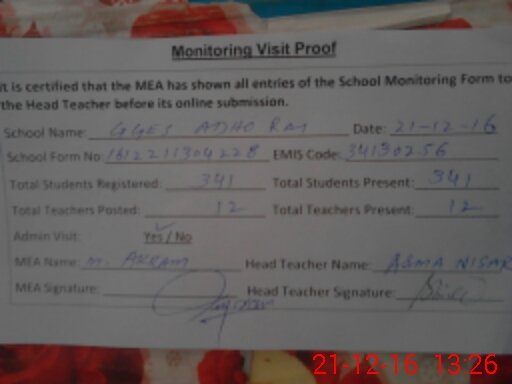 Monitoring Visit Proof
it is certified that the MEA has shown all entries of the School Monitoring Form to
the Head Teacher before its online submission.
School Name: GGES ADHO RAI Date: 21-12-16
School Form No: 1612211304228 EMIS Code: 34130256
Total Students Registered: 341 Total Students Present: 341
Total Teachers Posted: 12 Total Teachers Present: 12
Admin Visit: Yes / No
MEA Name: M. AKRAM Head Teacher Name: ASMA NISAR
MEA Signature: Head Teacher Signature:
21-12-16 13:26